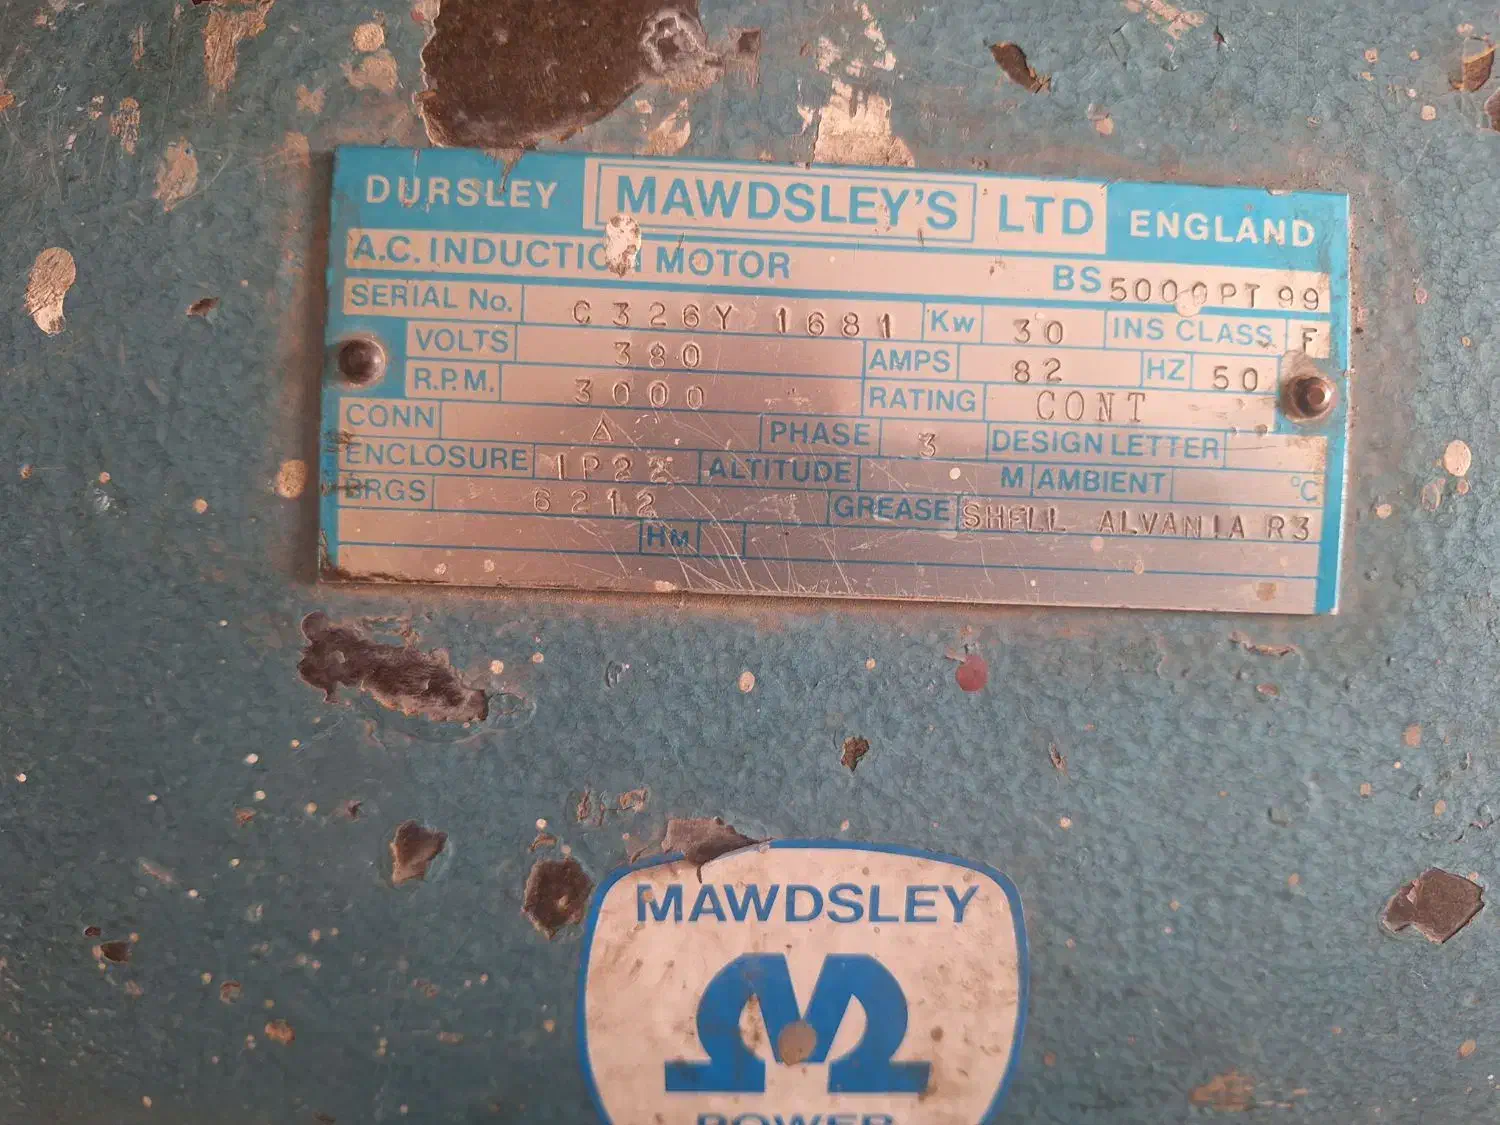 DURSLEY MAWDSLEY'S LTD ENGLAND
A.C. INDUCTION MOTOR BS 5000PT 99
SERIAL No. C326Y 1681 Kw 30 INS CLASS F
VOLTS 380 AMPS 82 HZ 50
R.P.M. 3000 RATING CONT
CONN Δ PHASE 3 DESIGN LETTER
ENCLOSURE IP22 ALTITUDE M AMBIENT °C
BRGS 6212 GREASE SHELL ALVANIA R3
HM
MAWDSLEY
POWER